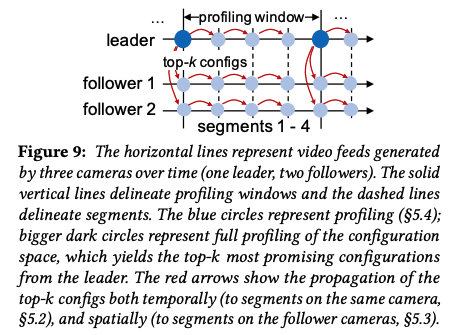 ...
profiling window
...
leader
top-k configs
follower 1
follower 2
segments 1 - 4
Figure 9: The horizontal lines represent video feeds generated
by three cameras over time (one leader, two followers). The solid
vertical lines delineate profiling windows and the dashed lines
delineate segments. The blue circles represent profiling (§5.4);
bigger dark circles represent full profiling of the configuration
space, which yields the top-k most promising configurations
from the leader. The red arrows show the propagation of the
top-k configs both temporally (to segments on the same camera,
§5.2), and spatially (to segments on the follower cameras, §5.3).